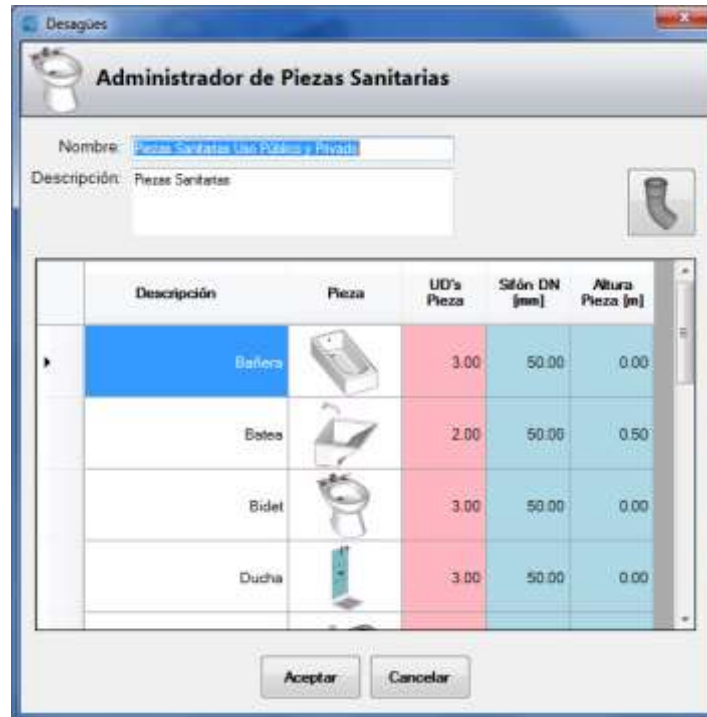 Desagües
Administrador de Piezas Sanitarias
Nombre: Piezas Sanitarias Uso Público y Privado
Descripción: Piezas Sanitarias
Descripción Pieza UD's Pieza Sifón DN [mm] Altura Pieza [m]
Bañera 3.00 50.00 0.00
Batea 2.00 50.00 0.50
Bidet 3.00 50.00 0.00
Ducha 3.00 50.00 0.00
Aceptar Cancelar